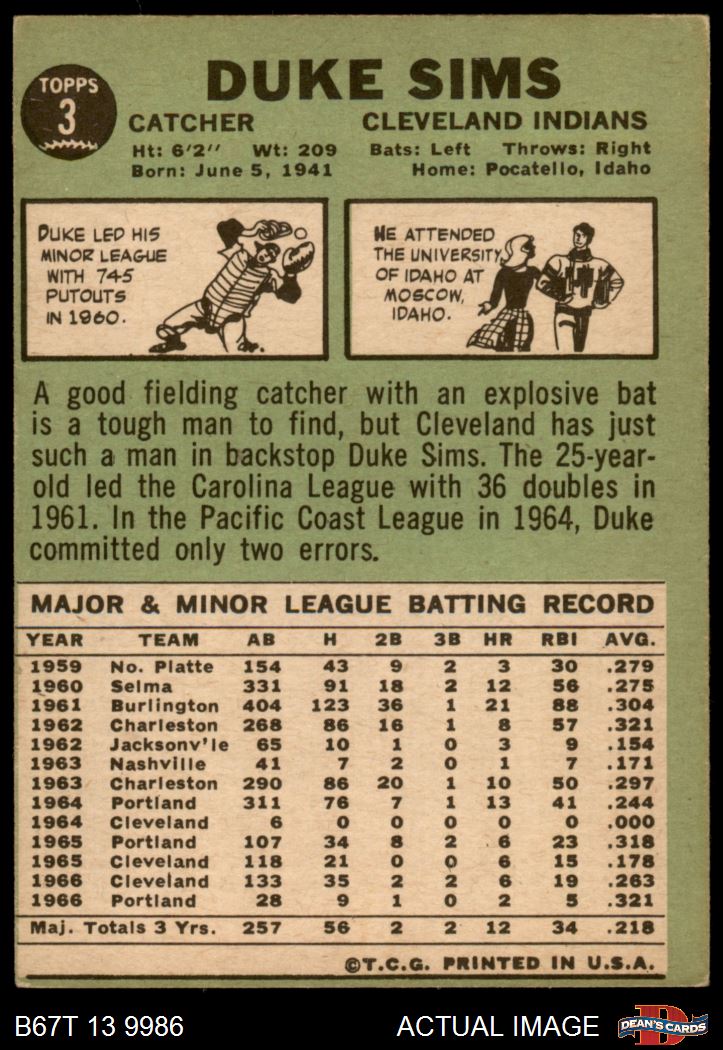 TOPPS
3
DUKE SIMS
CATCHER CLEVELAND INDIANS
Ht: 6'2" Wt: 209 Bats: Left Throws: Right
Born: June 5, 1941 Home: Pocatello, Idaho
DUKE LED HIS
MINOR LEAGUE
WITH 745
PUTOUTS
IN 1960.
HE ATTENDED
THE UNIVERSITY
OF IDAHO AT
MOSCOW,
IDAHO.
A good fielding catcher with an explosive bat
is a tough man to find, but Cleveland has just
such a man in backstop Duke Sims. The 25-year-
old led the Carolina League with 36 doubles in
1961. In the Pacific Coast League in 1964, Duke
committed only two errors.
MAJOR & MINOR LEAGUE BATTING RECORD
YEAR TEAM AB H 2B 3B HR RBI AVG.
1959 No. Platte 154 43 9 2 3 30 .279
1960 Selma 331 91 18 2 12 56 .275
1961 Burlington 404 123 36 1 21 88 .304
1962 Charleston 268 86 16 1 8 57 .321
1962 Jacksonv'le 65 10 1 0 3 9 .154
1963 Nashville 41 7 2 0 1 7 .171
1963 Charleston 290 86 20 1 10 50 .297
1964 Portland 311 76 7 1 13 41 .244
1964 Cleveland 6 0 0 0 0 0 .000
1965 Portland 107 34 8 2 6 23 .318
1965 Cleveland 118 21 0 0 6 15 .178
1966 Cleveland 133 35 2 2 6 19 .263
1966 Portland 28 9 1 0 2 5 .321
Maj. Totals 3 Yrs. 257 56 2 2 12 34 .218
©T.C.G. PRINTED IN U.S.A.
B67T 13 9986 ACTUAL IMAGE
D
DEAN'S CARDS